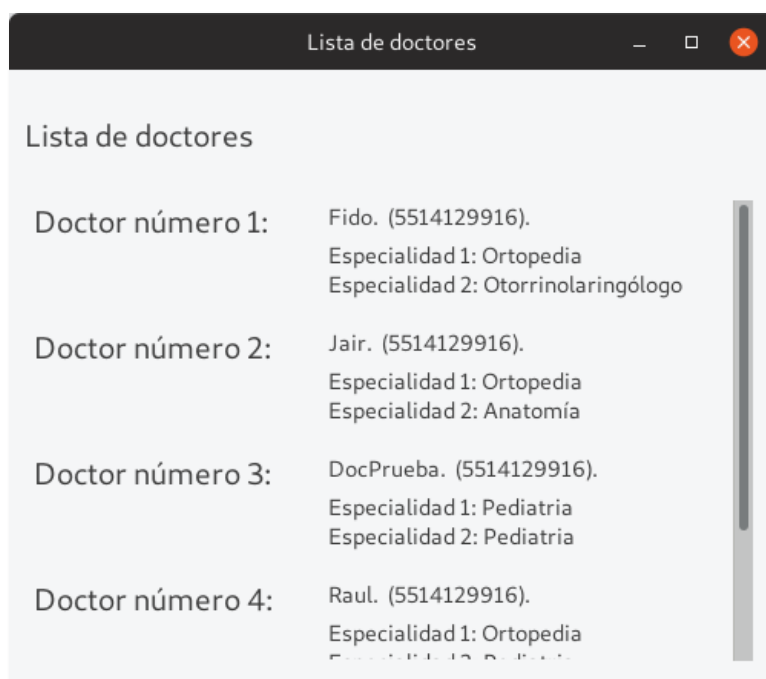 Lista de doctores
Lista de doctores
Doctor número 1:
Fido. (5514129916).
Especialidad 1: Ortopedia
Especialidad 2: Otorrinolaringólogo
Doctor número 2:
Jair. (5514129916).
Especialidad 1: Ortopedia
Especialidad 2: Anatomía
Doctor número 3:
DocPrueba. (5514129916).
Especialidad 1: Pediatria
Especialidad 2: Pediatria
Doctor número 4:
Raul. (5514129916).
Especialidad 1: Ortopedia